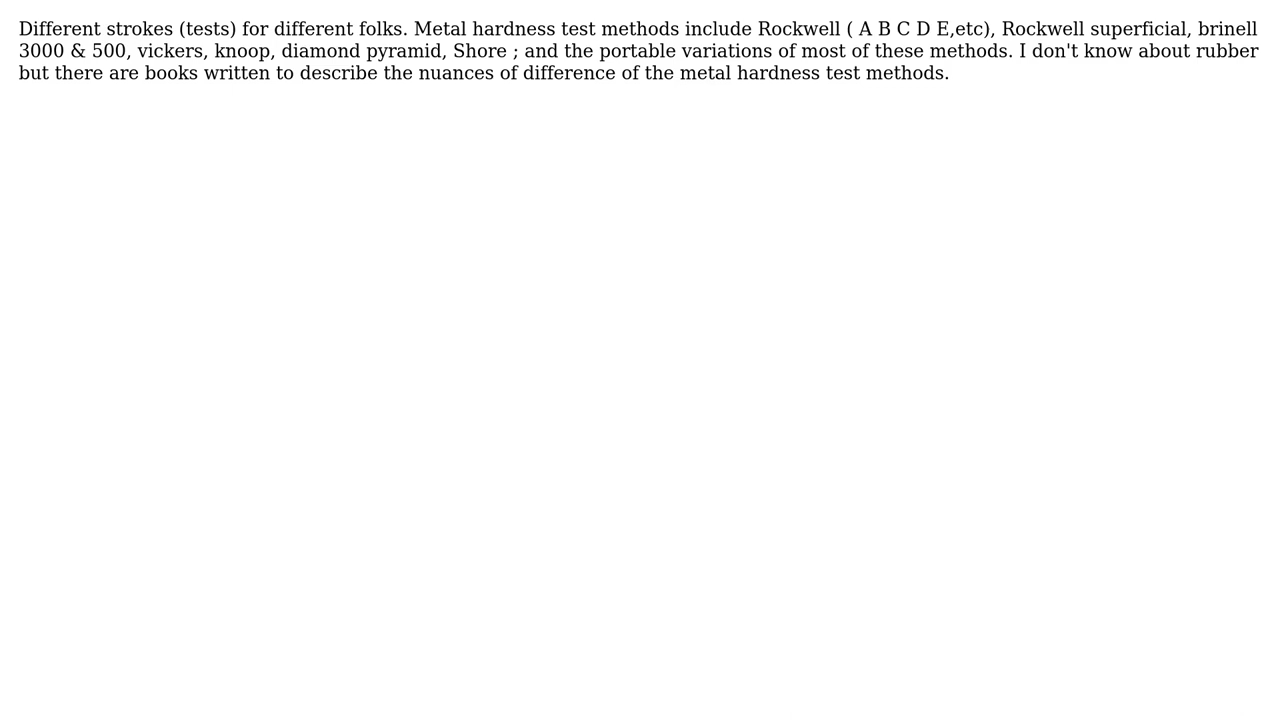 Different strokes (tests) for different folks. Metal hardness test methods include Rockwell ( A B C D E,etc), Rockwell superficial, brinell
3000 & 500, vickers, knoop, diamond pyramid, Shore ; and the portable variations of most of these methods. I don't know about rubber
but there are books written to describe the nuances of difference of the metal hardness test methods.